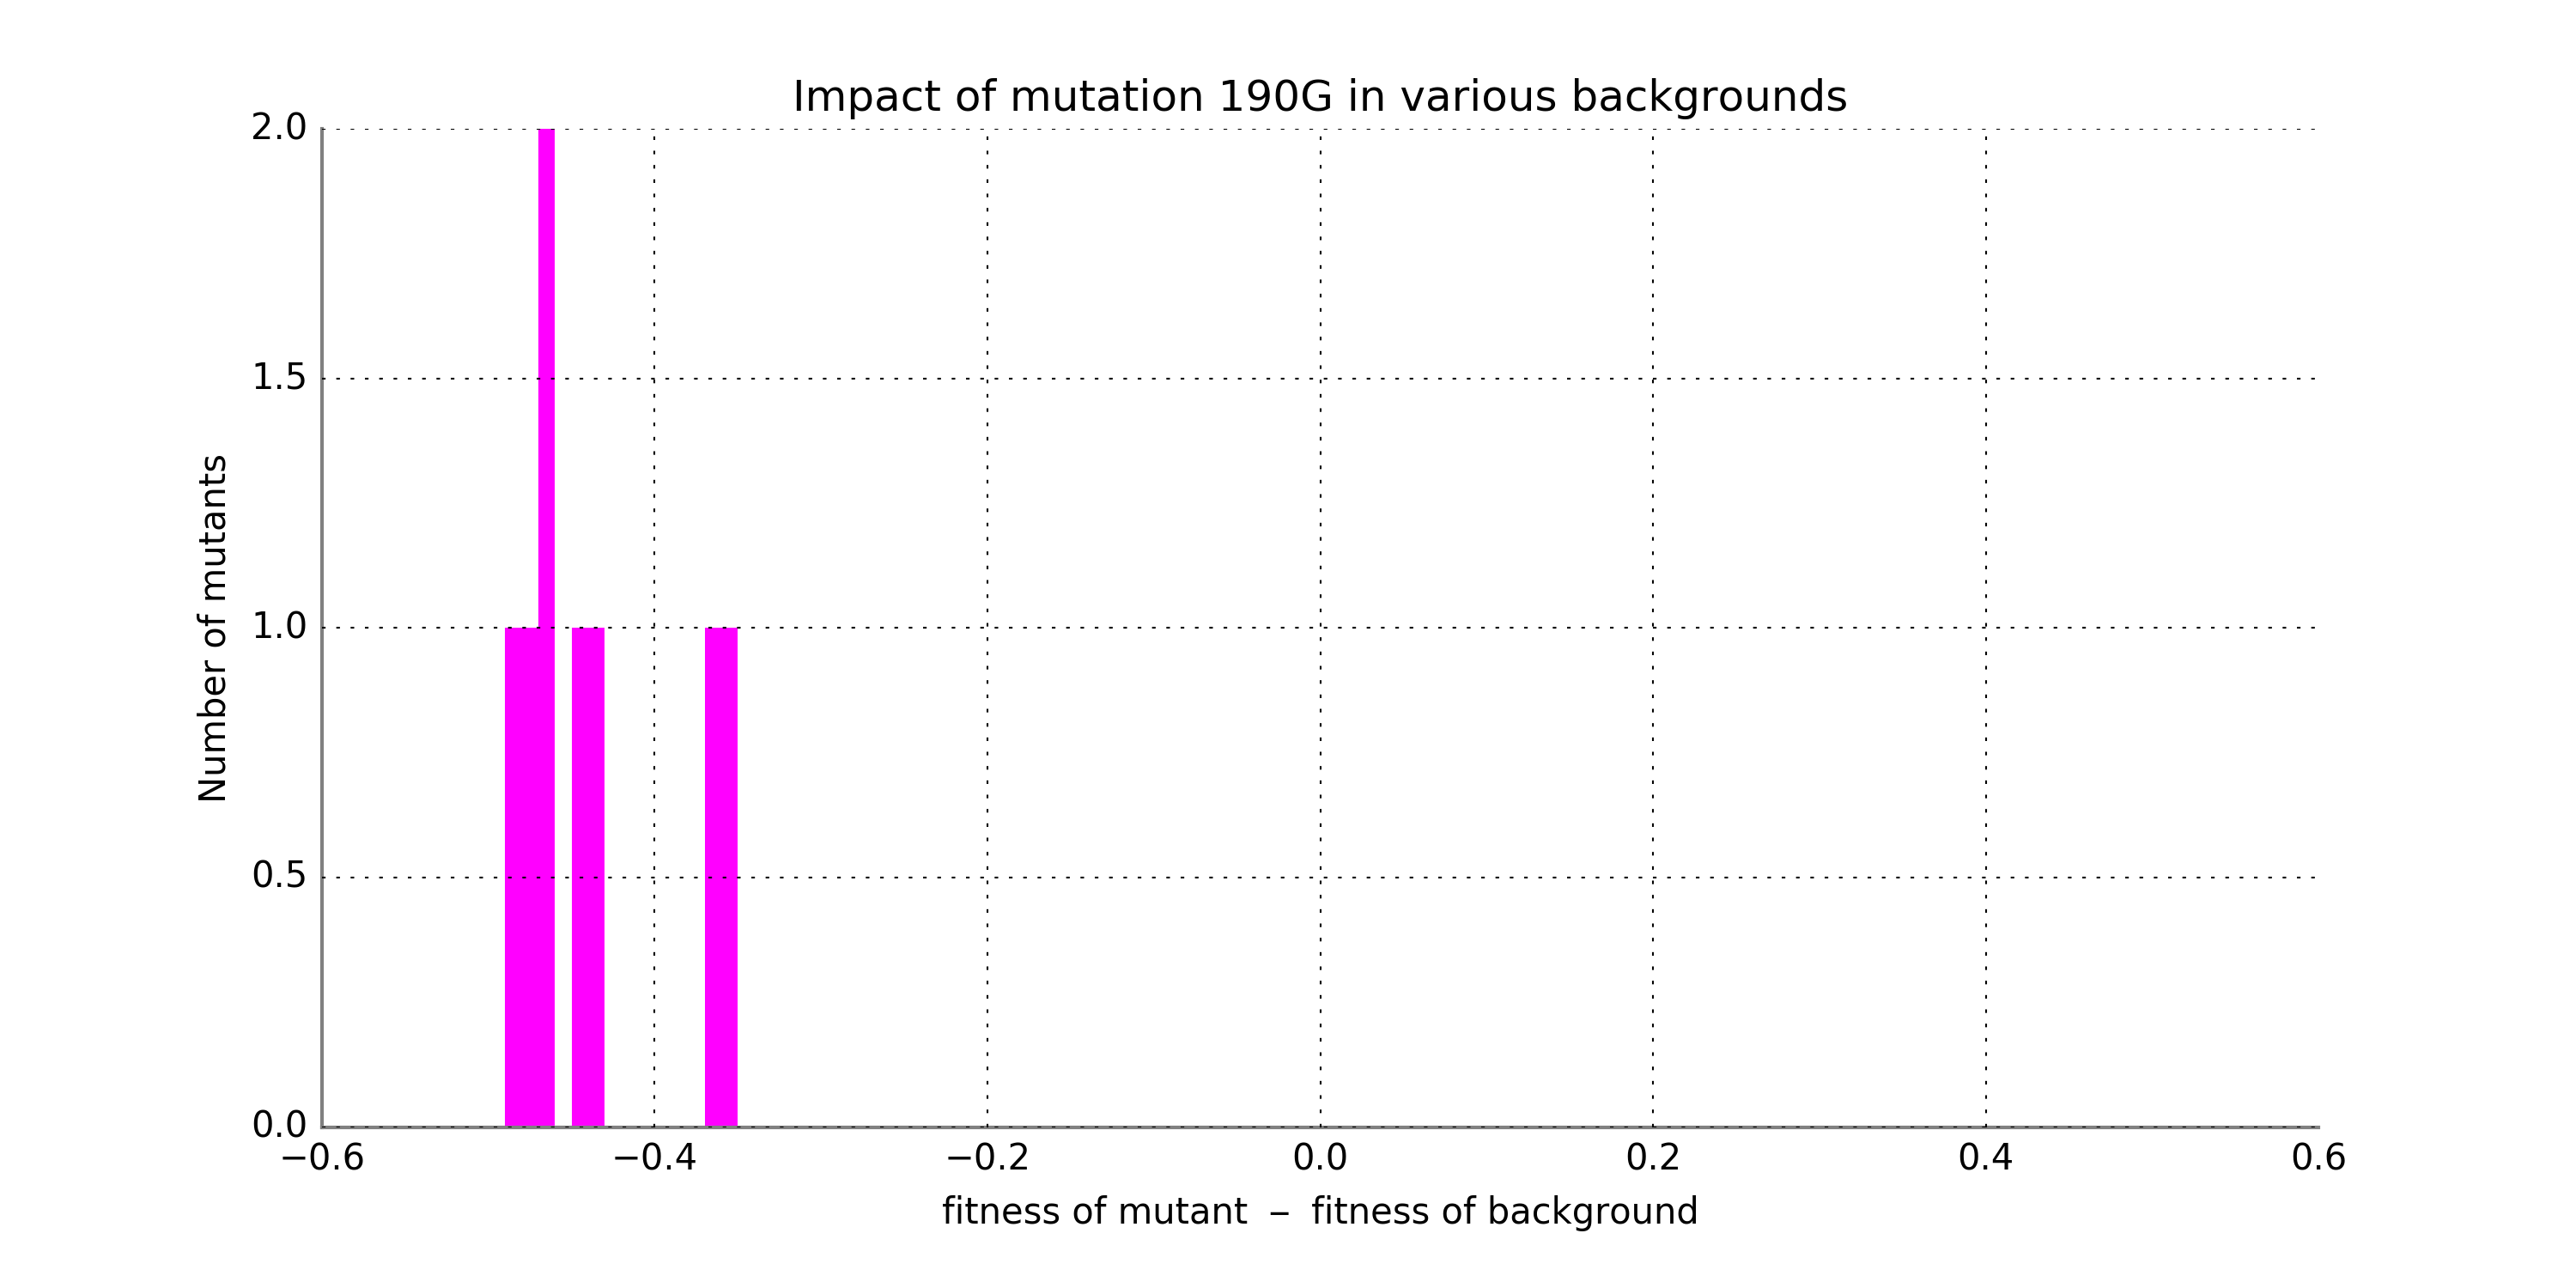 Impact of mutation 190G in various backgrounds
2.0
1.5
1.0
0.5
0.0
Number of mutants
−0.6 −0.4 −0.2 0.0 0.2 0.4 0.6
fitness of mutant − fitness of background